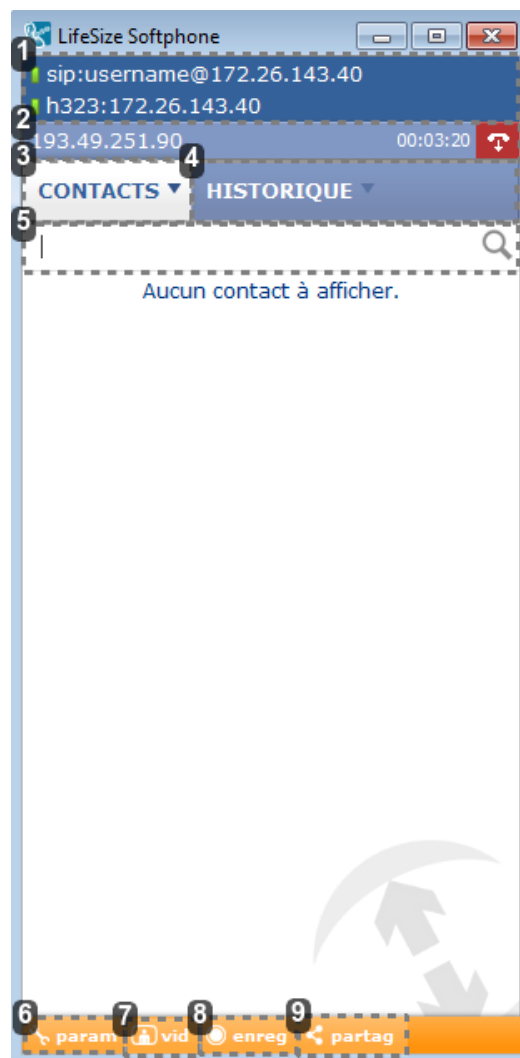 LifeSize Softphone
1
sip:username@172.26.143.40
h323:172.26.143.40
2
193.49.251.90 00:03:20
3 4
CONTACTS HISTORIQUE
5
Aucun contact à afficher.
6 7 8 9
param vid enreg partag